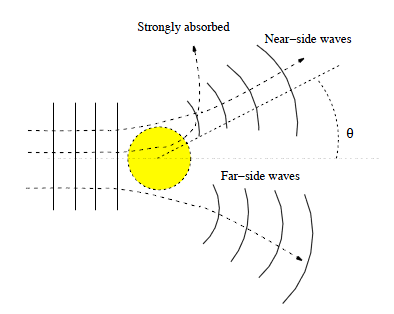 Strongly absorbed
Near−side waves
θ
Far−side waves